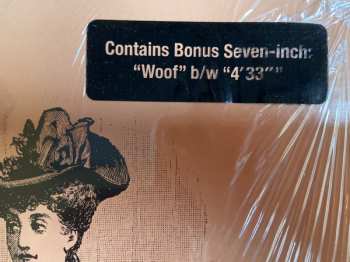 Contains Bonus Seven-inch:
“Woof” b/w “4′33″”